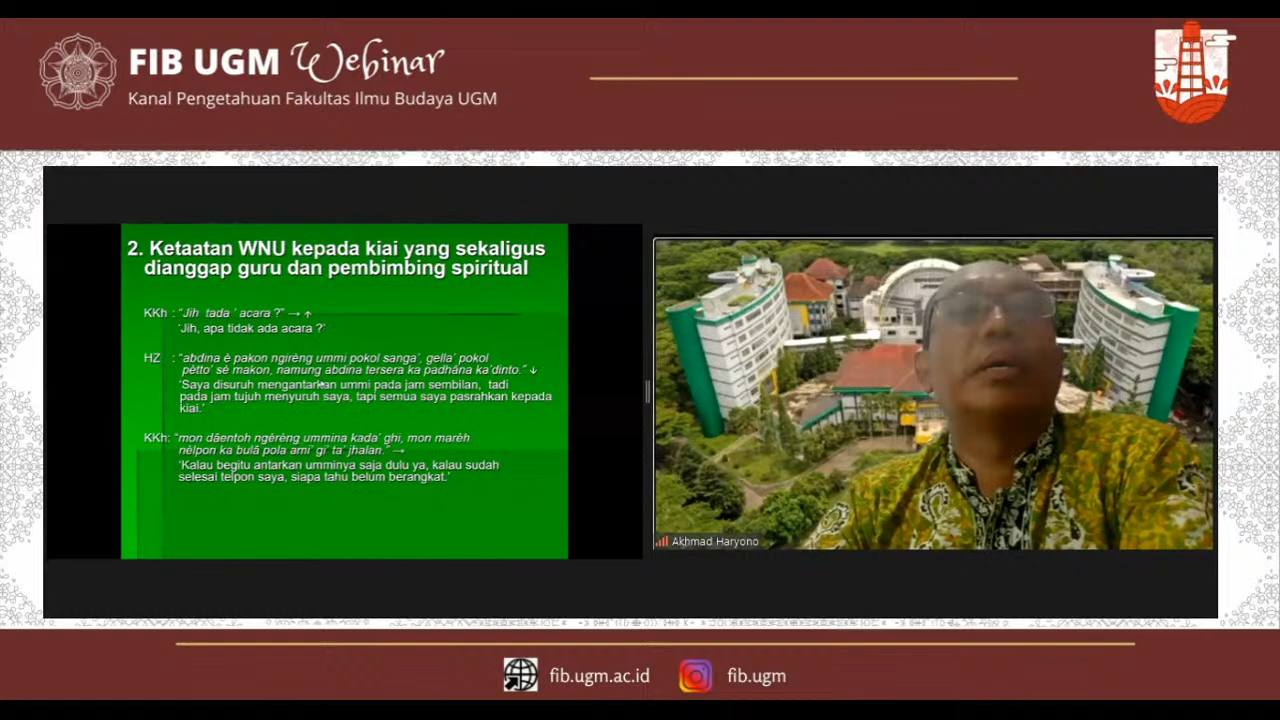 FIB UGM Webinar
Kanal Pengetahuan Fakultas Ilmu Budaya UGM
2. Ketaatan WNU kepada kiai yang sekaligus
dianggap guru dan pembimbing spiritual
KKh : "Jih tada ' acara ?" → ↑
'Jih, apa tidak ada acara ?'
HZ : "abdina è pakon ngirèng ummi pokol sanga', gella' pokol
pètto' sè makon, namung abdina tersera ka padhâna ka'dinto." ↓
'Saya disuruh mengantarkan ummi pada jam sembilan, tadi
pada jam tujuh menyuruh saya, tapi semua saya pasrahkan kepada
kiai.'
KKh: "mon dâentoh ngèrèng ummina kada' ghi, mon marèh
nèlpon ka bulâ pola ami' gi' ta' jhalan." →
'Kalau begitu antarkan umminya saja dulu ya, kalau sudah
selesai telpon saya, siapa tahu belum berangkat.'
Akhmad Haryono
fib.ugm.ac.id fib.ugm